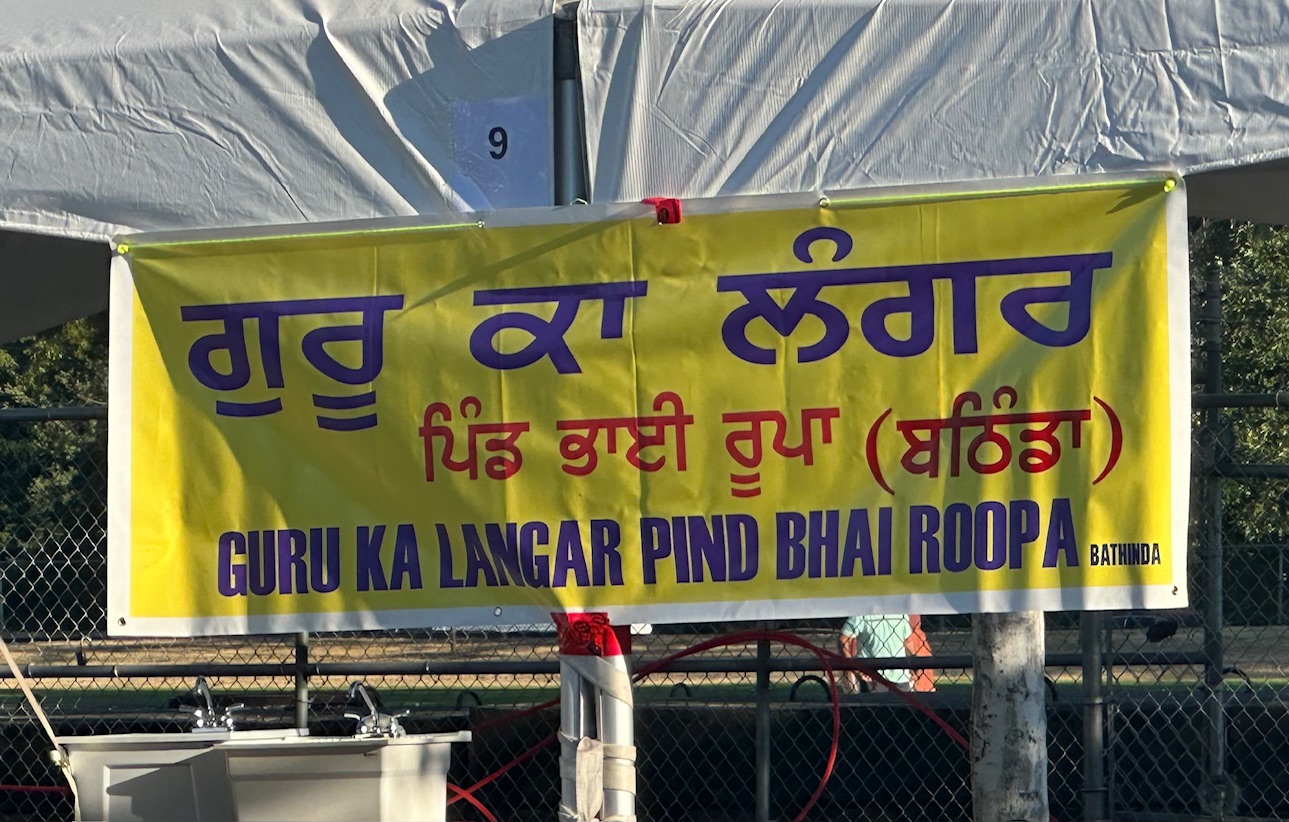 9
ਗੁਰੂ ਕਾ ਲੰਗਰ
ਪਿੰਡ ਭਾਈ ਰੂਪਾ (ਬਠਿੰਡਾ)
GURU KA LANGAR PIND BHAI ROOPA BATHINDA